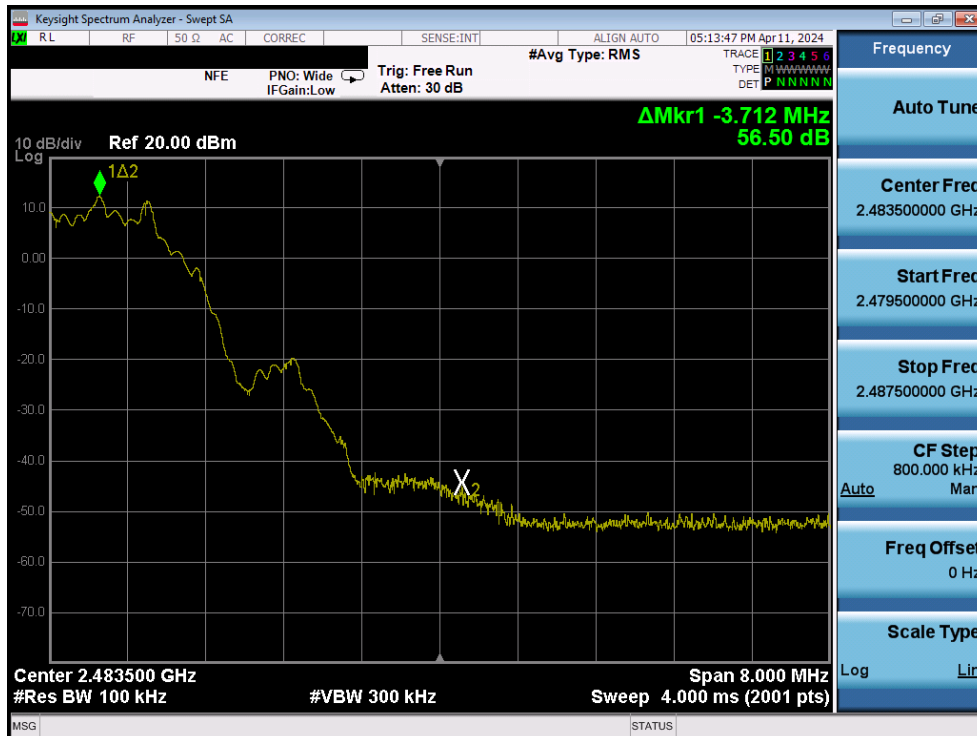 Keysight Spectrum Analyzer - Swept SA
LXI RL RF 50 Ω AC CORREC SENSE:INT ALIGN AUTO 05:13:47 PM Apr 11, 2024
NFE PNO: Wide Trig: Free Run #Avg Type: RMS TRACE 1 2 3 4 5 6
IFGain:Low Atten: 30 dB TYPE M WWWWW
DET P N N N N N
ΔMkr1 -3.712 MHz
56.50 dB
10 dB/div Ref 20.00 dBm
Log
1Δ2
10.0
0.00
-10.0
-20.0
-30.0
-40.0
X2
-50.0
-60.0
-70.0
Center 2.483500 GHz Span 8.000 MHz
#Res BW 100 kHz #VBW 300 kHz Sweep 4.000 ms (2001 pts)
MSG STATUS
Frequency
Auto Tune
Center Freq
2.483500000 GHz
Start Freq
2.479500000 GHz
Stop Freq
2.487500000 GHz
CF Step
800.000 kHz
Auto Man
Freq Offset
0 Hz
Scale Type
Log Lin